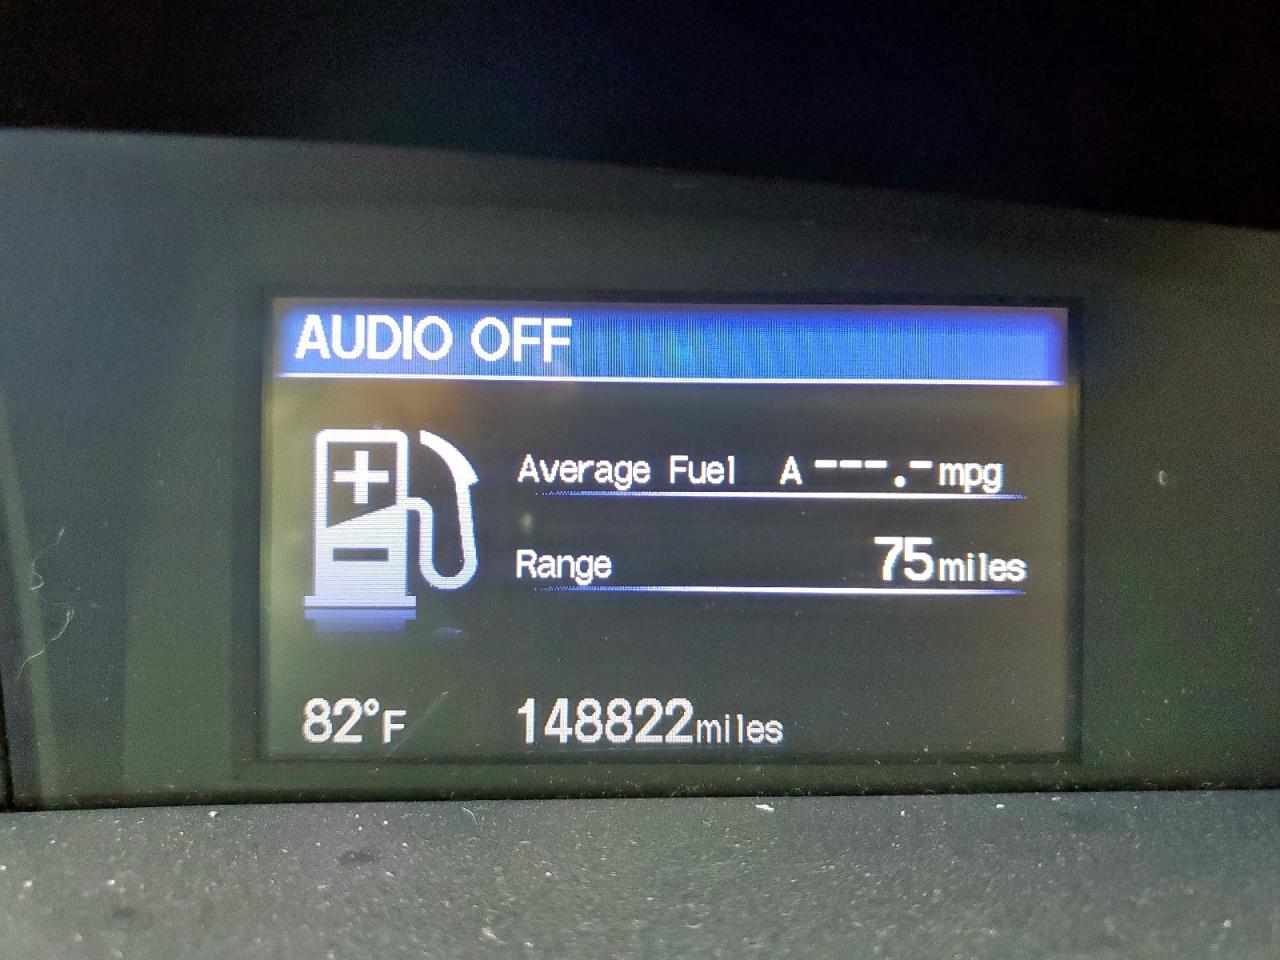 AUDIO OFF
Average Fuel A ---.- mpg
Range 75 miles
82°F 148822 miles